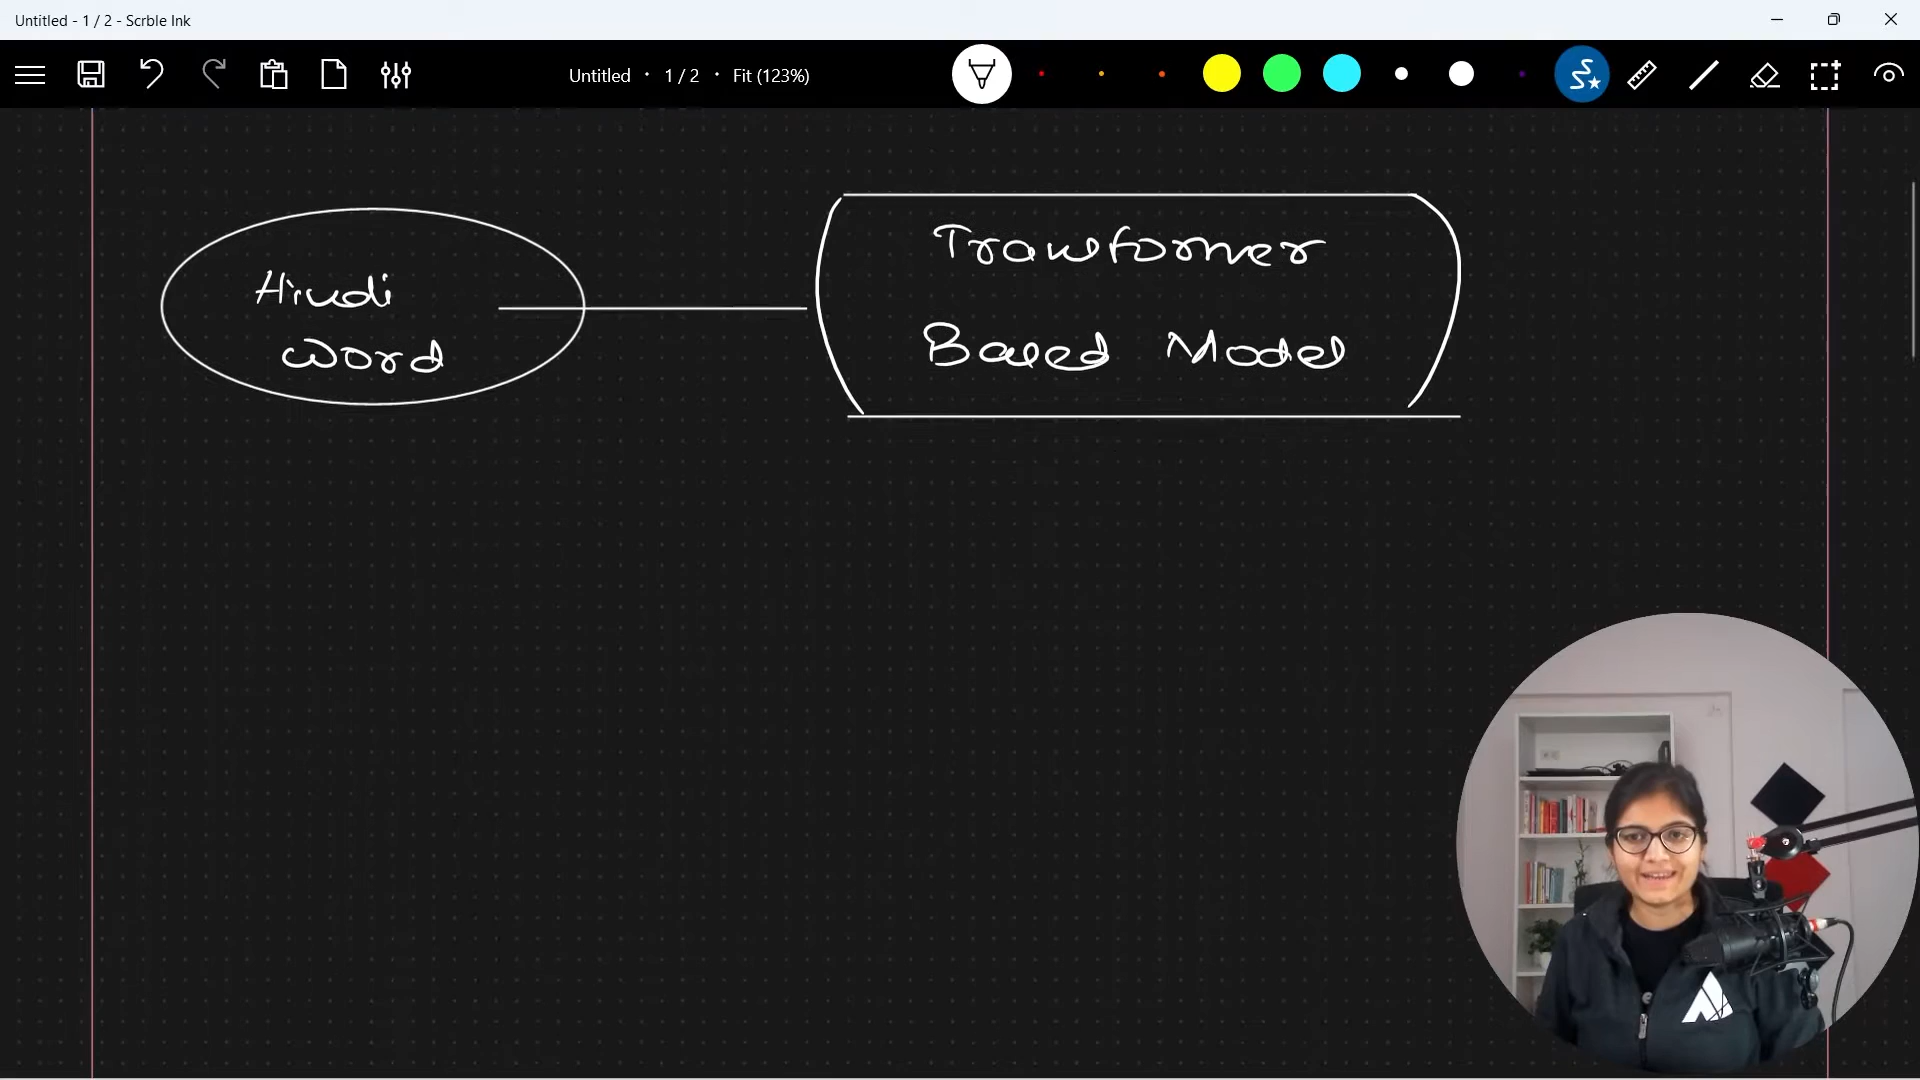 Untitled - 1 / 2 - Scrble Ink
Untitled • 1 / 2 • Fit (123%)
Hindi
word
Transformer
Based Model